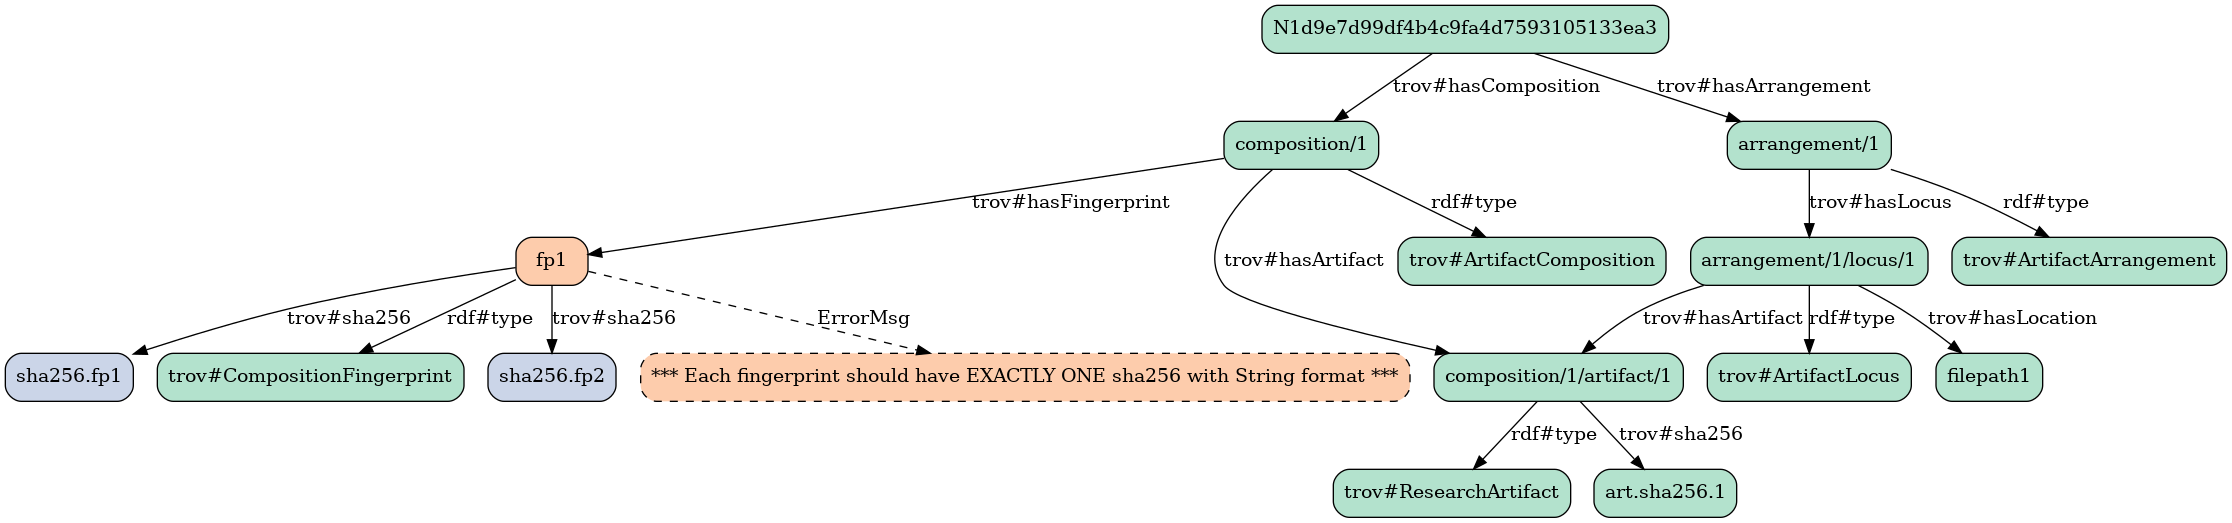 N1d9e7d99df4b4c9fa4d7593105133ea3
trov#hasComposition
trov#hasArrangement
composition/1
arrangement/1
trov#hasFingerprint
rdf#type
trov#hasLocus
rdf#type
fp1
trov#hasArtifact
trov#ArtifactComposition
arrangement/1/locus/1
trov#ArtifactArrangement
trov#sha256
rdf#type
trov#sha256
ErrorMsg
trov#hasArtifact
rdf#type
trov#hasLocation
sha256.fp1
trov#CompositionFingerprint
sha256.fp2
*** Each fingerprint should have EXACTLY ONE sha256 with String format ***
composition/1/artifact/1
trov#ArtifactLocus
filepath1
rdf#type
trov#sha256
trov#ResearchArtifact
art.sha256.1